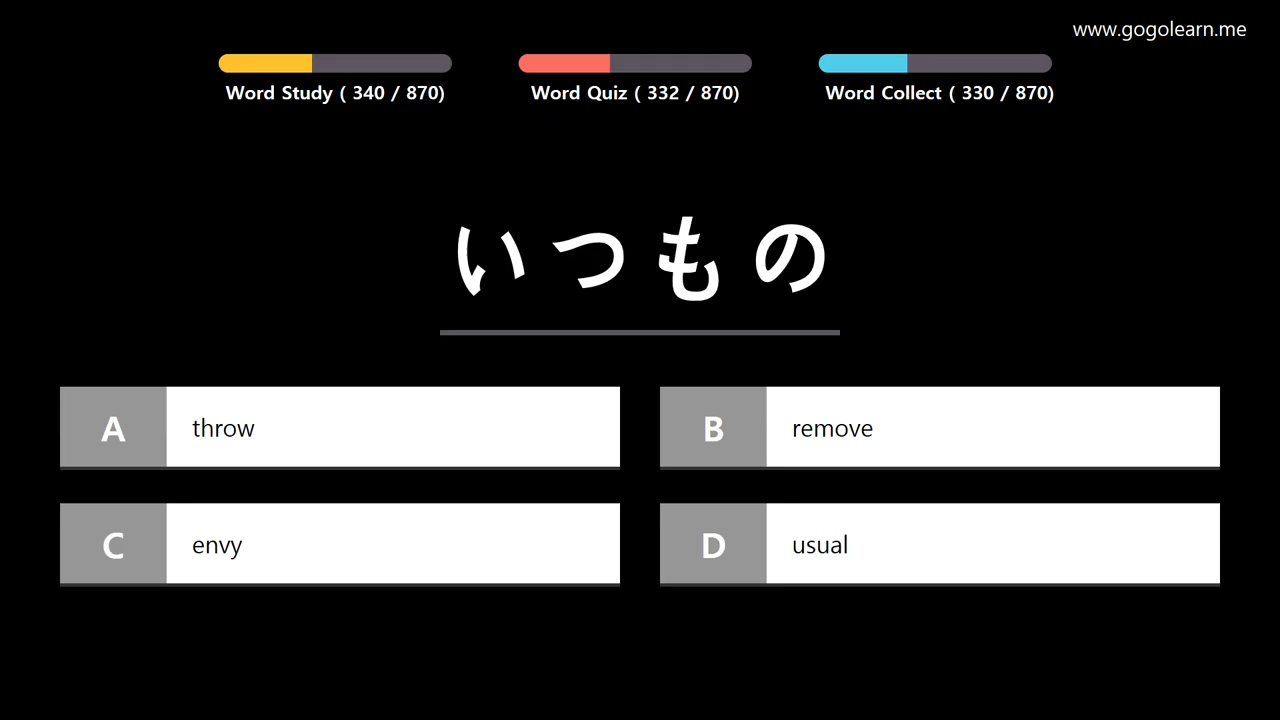 www.gogolearn.me
Word Study ( 340 / 870)
Word Quiz ( 332 / 870)
Word Collect ( 330 / 870)
いつもの
A throw
B remove
C envy
D usual